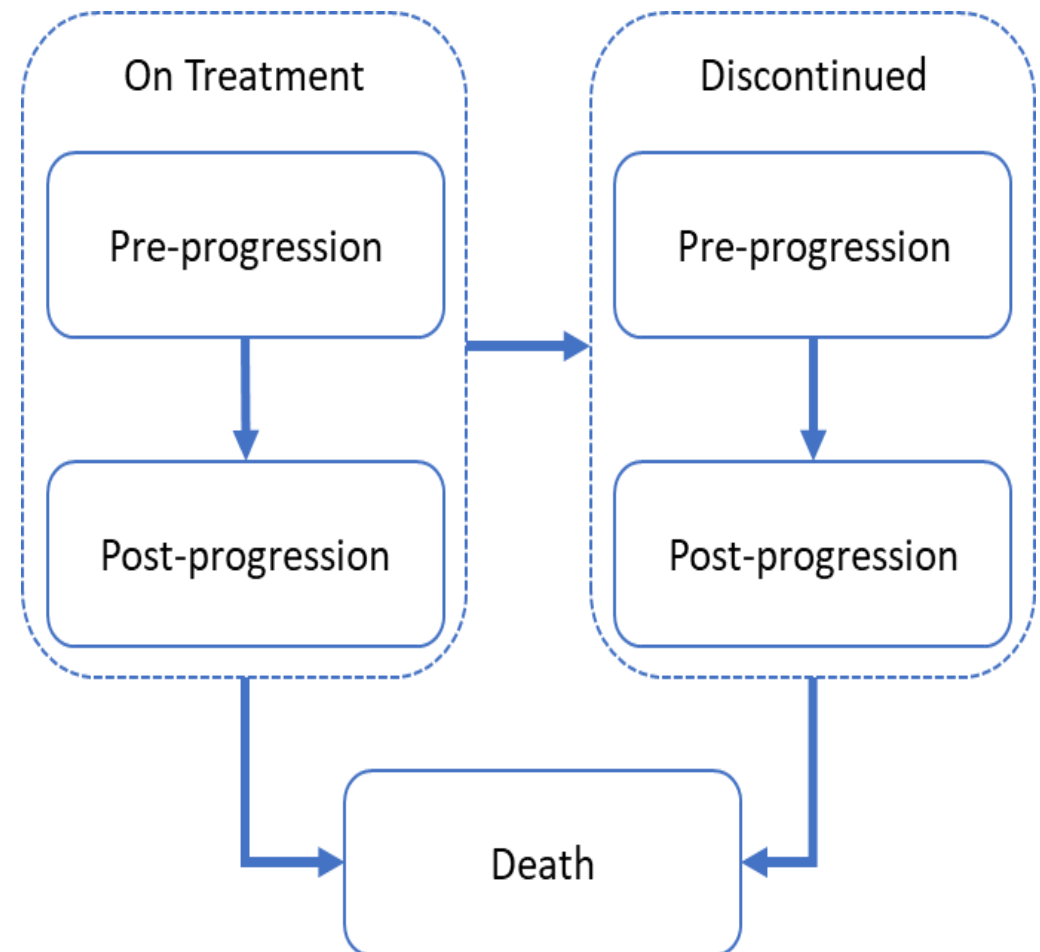 On Treatment
Pre-progression
Post-progression
Discontinued
Pre-progression
Post-progression
Death